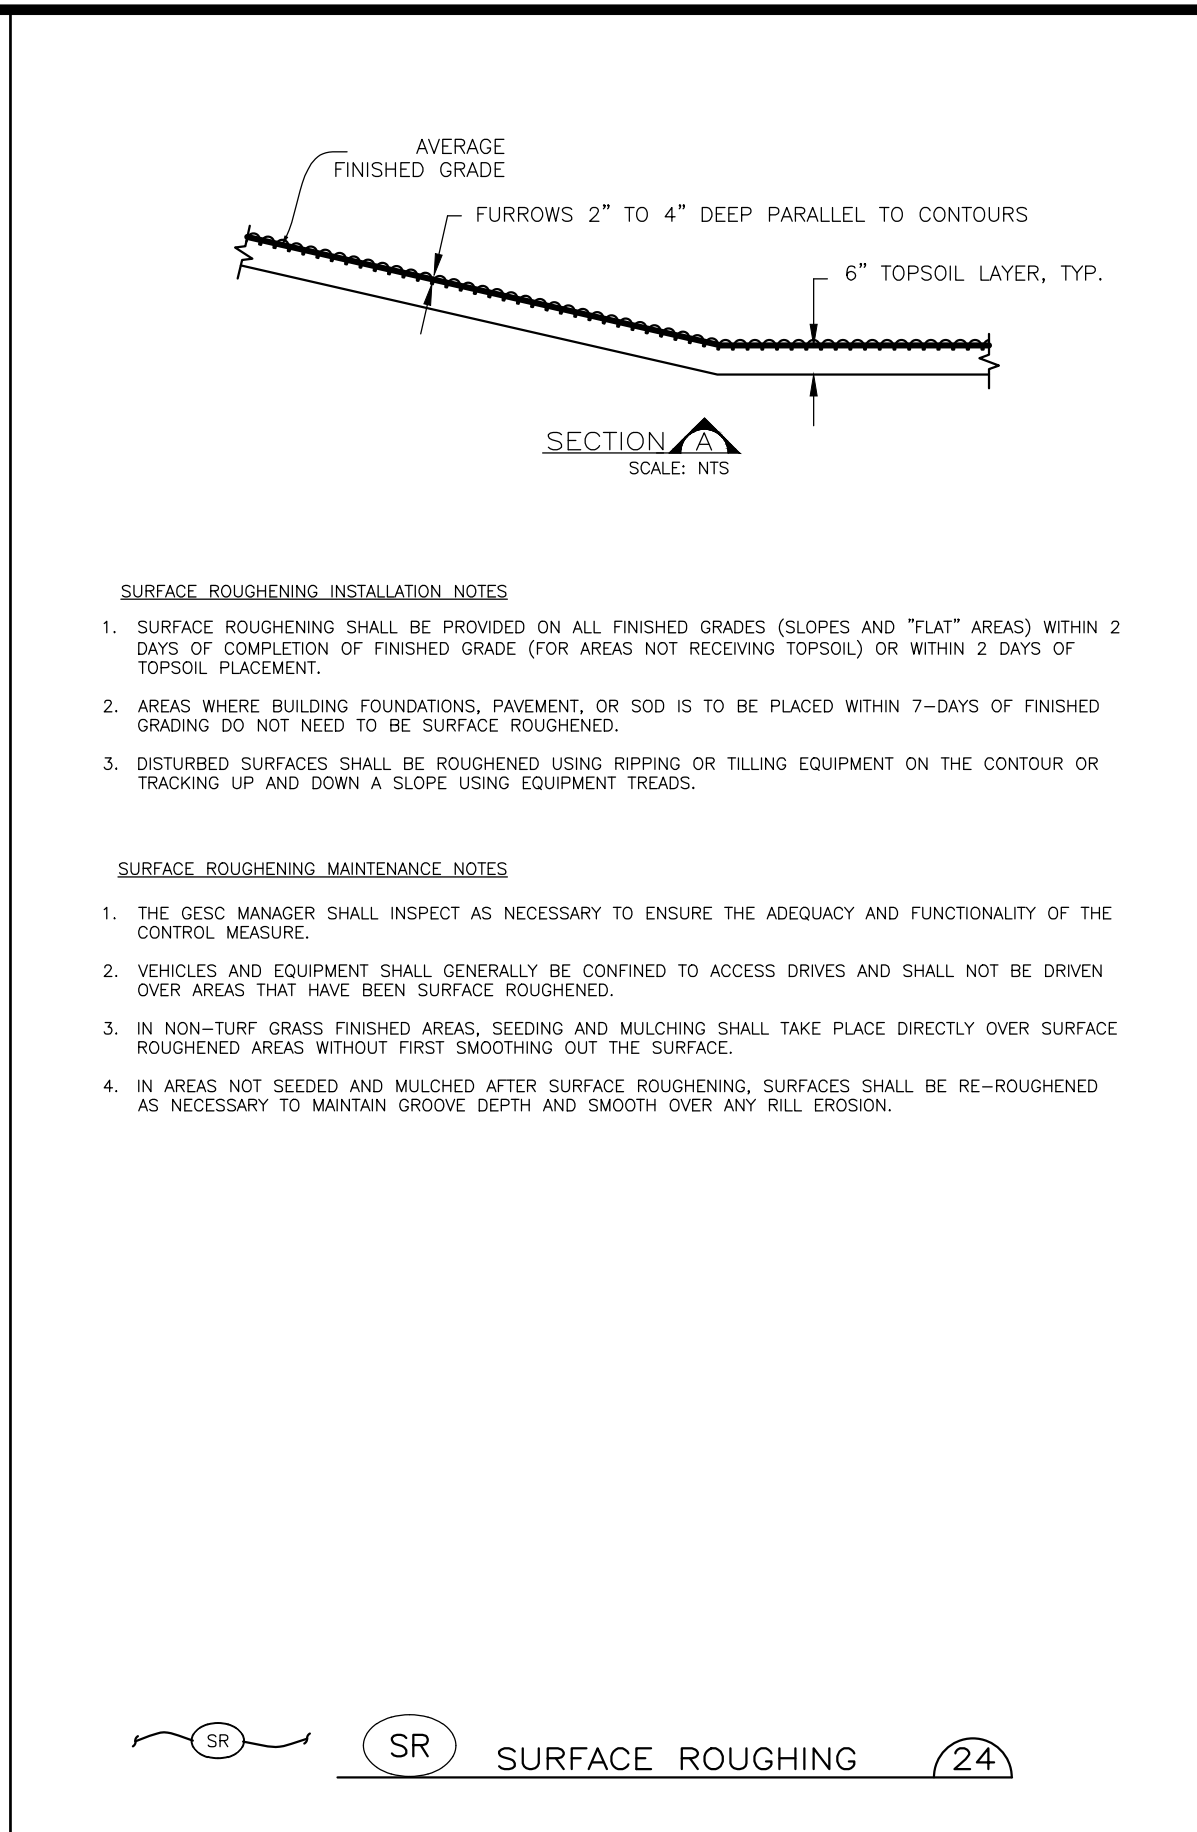 AVERAGE
FINISHED GRADE
FURROWS 2" TO 4" DEEP PARALLEL TO CONTOURS
6" TOPSOIL LAYER, TYP.
SECTION A
SCALE: NTS
SURFACE ROUGHENING INSTALLATION NOTES
1. SURFACE ROUGHENING SHALL BE PROVIDED ON ALL FINISHED GRADES (SLOPES AND "FLAT" AREAS) WITHIN 2
DAYS OF COMPLETION OF FINISHED GRADE (FOR AREAS NOT RECEIVING TOPSOIL) OR WITHIN 2 DAYS OF
TOPSOIL PLACEMENT.
2. AREAS WHERE BUILDING FOUNDATIONS, PAVEMENT, OR SOD IS TO BE PLACED WITHIN 7-DAYS OF FINISHED
GRADING DO NOT NEED TO BE SURFACE ROUGHENED.
3. DISTURBED SURFACES SHALL BE ROUGHENED USING RIPPING OR TILLING EQUIPMENT ON THE CONTOUR OR
TRACKING UP AND DOWN A SLOPE USING EQUIPMENT TREADS.
SURFACE ROUGHENING MAINTENANCE NOTES
1. THE GESC MANAGER SHALL INSPECT AS NECESSARY TO ENSURE THE ADEQUACY AND FUNCTIONALITY OF THE
CONTROL MEASURE.
2. VEHICLES AND EQUIPMENT SHALL GENERALLY BE CONFINED TO ACCESS DRIVES AND SHALL NOT BE DRIVEN
OVER AREAS THAT HAVE BEEN SURFACE ROUGHENED.
3. IN NON-TURF GRASS FINISHED AREAS, SEEDING AND MULCHING SHALL TAKE PLACE DIRECTLY OVER SURFACE
ROUGHENED AREAS WITHOUT FIRST SMOOTHING OUT THE SURFACE.
4. IN AREAS NOT SEEDED AND MULCHED AFTER SURFACE ROUGHENING, SURFACES SHALL BE RE-ROUGHENED
AS NECESSARY TO MAINTAIN GROOVE DEPTH AND SMOOTH OVER ANY RILL EROSION.
SR
SR SURFACE ROUGHING 24